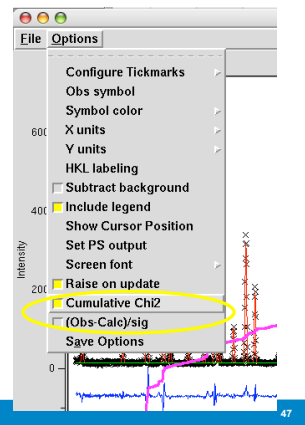 File Options
Configure Tickmarks
Obs symbol
Symbol color
X units
Y units
HKL labeling
Subtract background
Include legend
Show Cursor Position
Set PS output
Screen font
Raise on update
Cumulative Chi2
(Obs-Calc)/sig
Save Options
600
400
200
0
Intensity
47